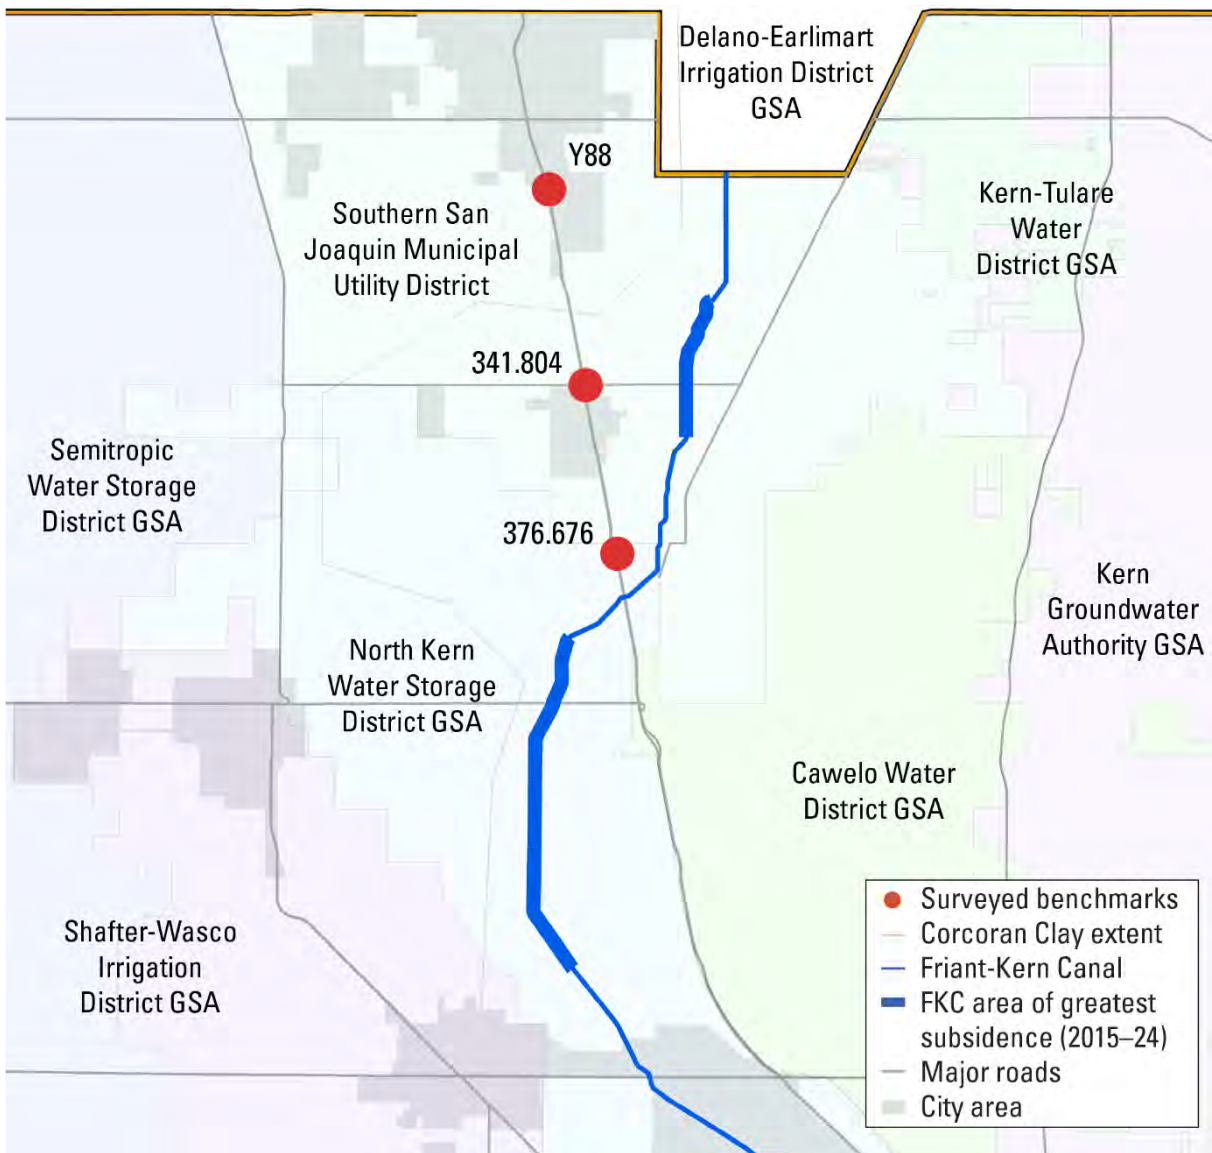 Delano-Earlimart
Irrigation District
GSA
Y88
Southern San
Joaquin Municipal
Utility District
Kern-Tulare
Water
District GSA
341.804
Semitropic
Water Storage
District GSA
376.676
Kern
Groundwater
Authority GSA
North Kern
Water Storage
District GSA
Cawelo Water
District GSA
Shafter-Wasco
Irrigation
District GSA
Surveyed benchmarks
Corcoran Clay extent
Friant-Kern Canal
FKC area of greatest
subsidence (2015–24)
Major roads
City area